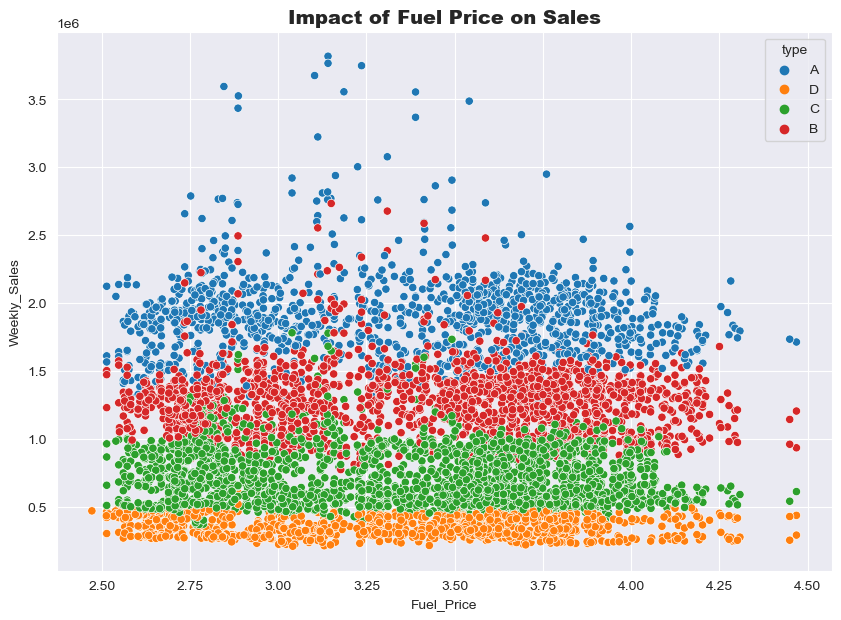 Impact of Fuel Price on Sales
1e6
type
A
D
C
B
3.5
3.0
2.5
2.0
1.5
1.0
0.5
Weekly_Sales
2.50 2.75 3.00 3.25 3.50 3.75 4.00 4.25 4.50
Fuel_Price